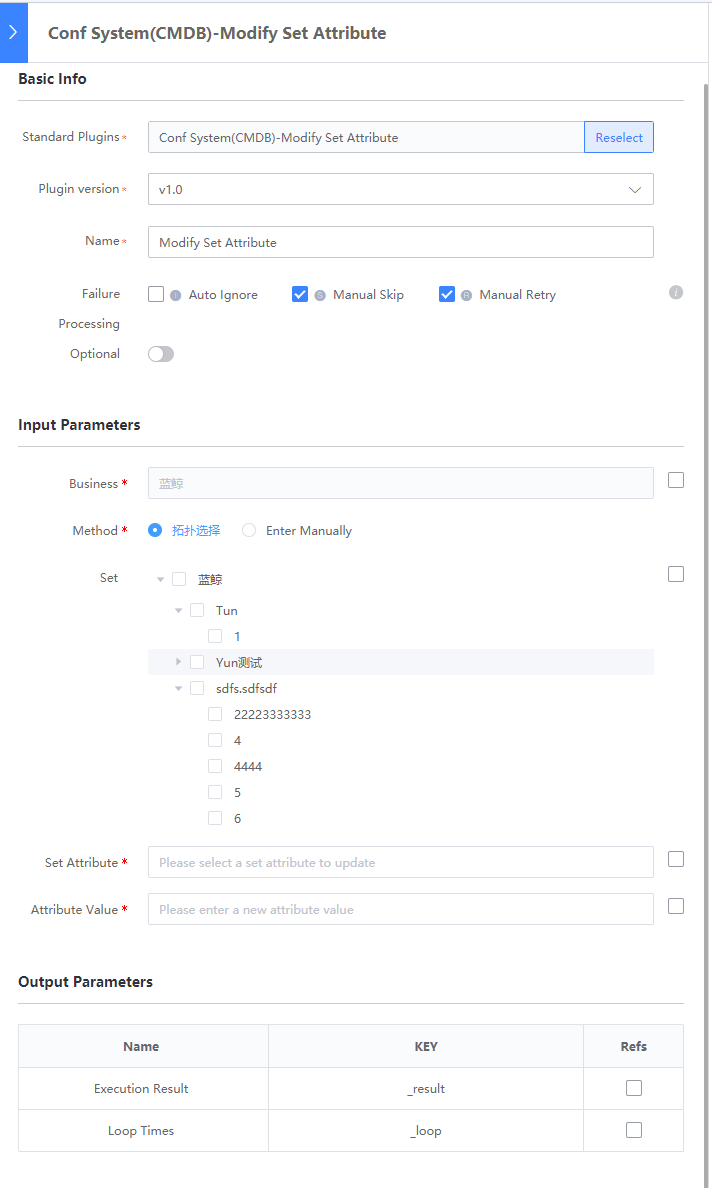 Conf System(CMDB)-Modify Set Attribute
Basic Info
Standard Plugins* Conf System(CMDB)-Modify Set Attribute Reselect
Plugin version* v1.0
Name* Modify Set Attribute
Failure Processing I Auto Ignore S Manual Skip R Manual Retry i
Optional
Input Parameters
Business * 蓝鲸
Method * 拓扑选择 Enter Manually
Set 蓝鲸
Tun
1
Yun测试
sdfs.sdfsdf
22223333333
4
4444
5
6
Set Attribute * Please select a set attribute to update
Attribute Value * Please enter a new attribute value
Output Parameters
Name KEY Refs
Execution Result _result
Loop Times _loop